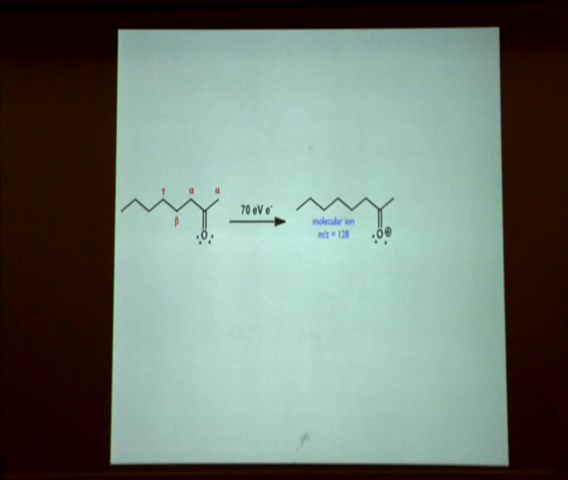 γ α α
β
70 eV e⁻
O
molecular ion
m/z = 128
O⊕